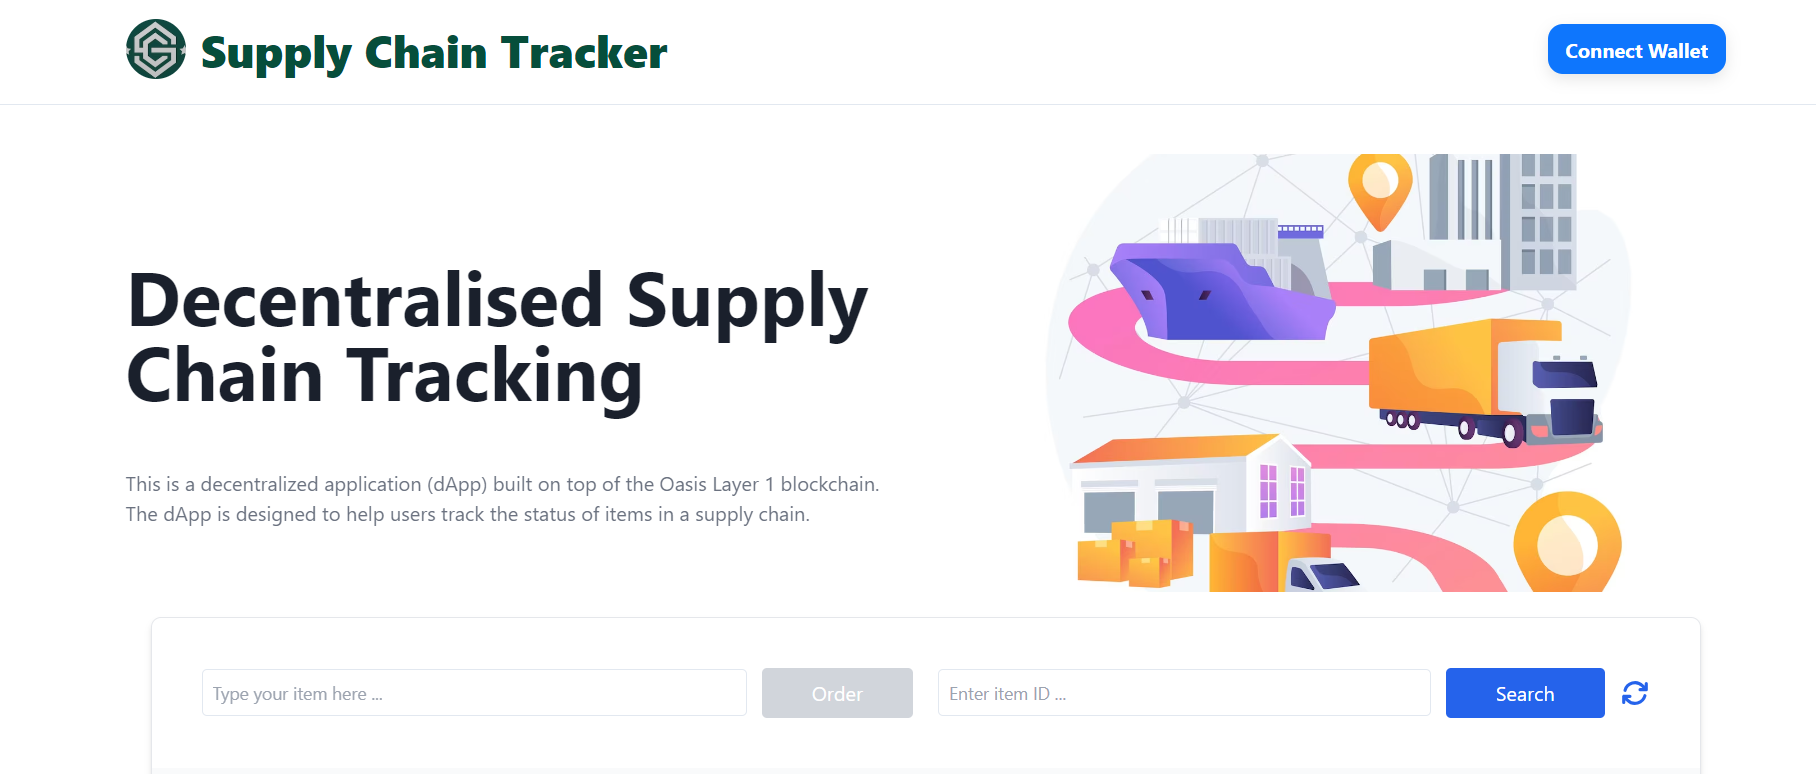 Supply Chain Tracker
Connect Wallet
Decentralised Supply
Chain Tracking
This is a decentralized application (dApp) built on top of the Oasis Layer 1 blockchain.
The dApp is designed to help users track the status of items in a supply chain.
Type your item here ...
Order
Enter item ID ...
Search